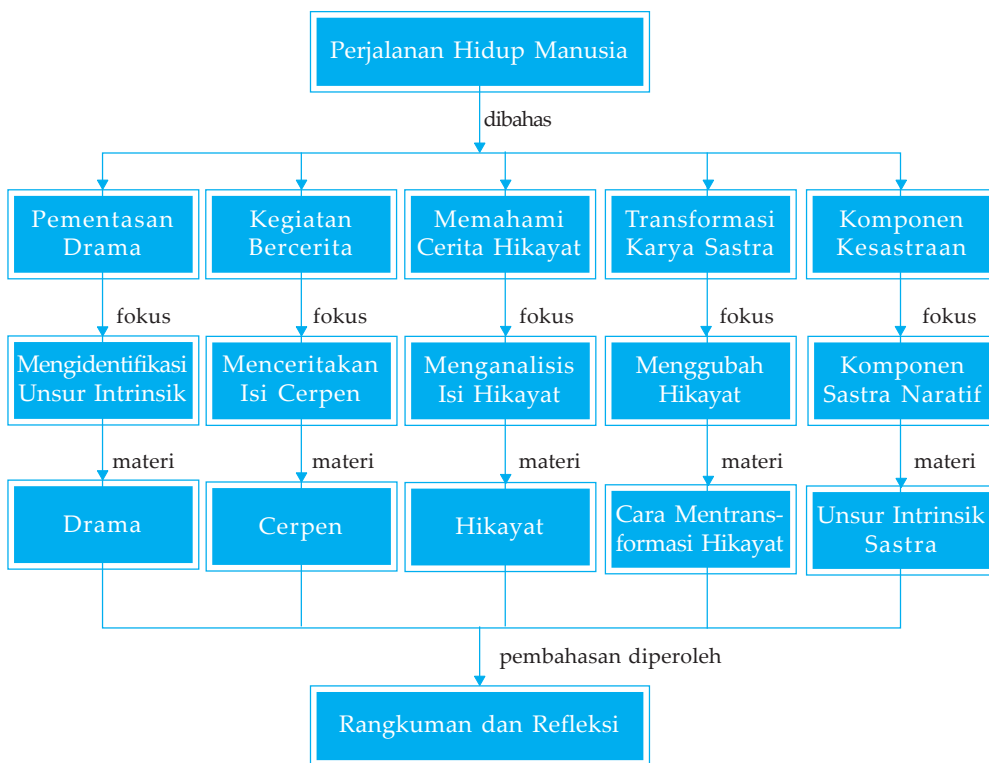 Perjalanan Hidup Manusia
dibahas
Pementasan
Drama
Kegiatan
Bercerita
Memahami
Cerita Hikayat
Transformasi
Karya Sastra
Komponen
Kesastraan
fokus
fokus
fokus
fokus
fokus
Mengidentifikasi
Unsur Intrinsik
Menceritakan
Isi Cerpen
Menganalisis
Isi Hikayat
Menggubah
Hikayat
Komponen
Sastra Naratif
materi
materi
materi
materi
materi
Drama
Cerpen
Hikayat
Cara Mentrans-
formasi Hikayat
Unsur Intrinsik
Sastra
pembahasan diperoleh
Rangkuman dan Refleksi